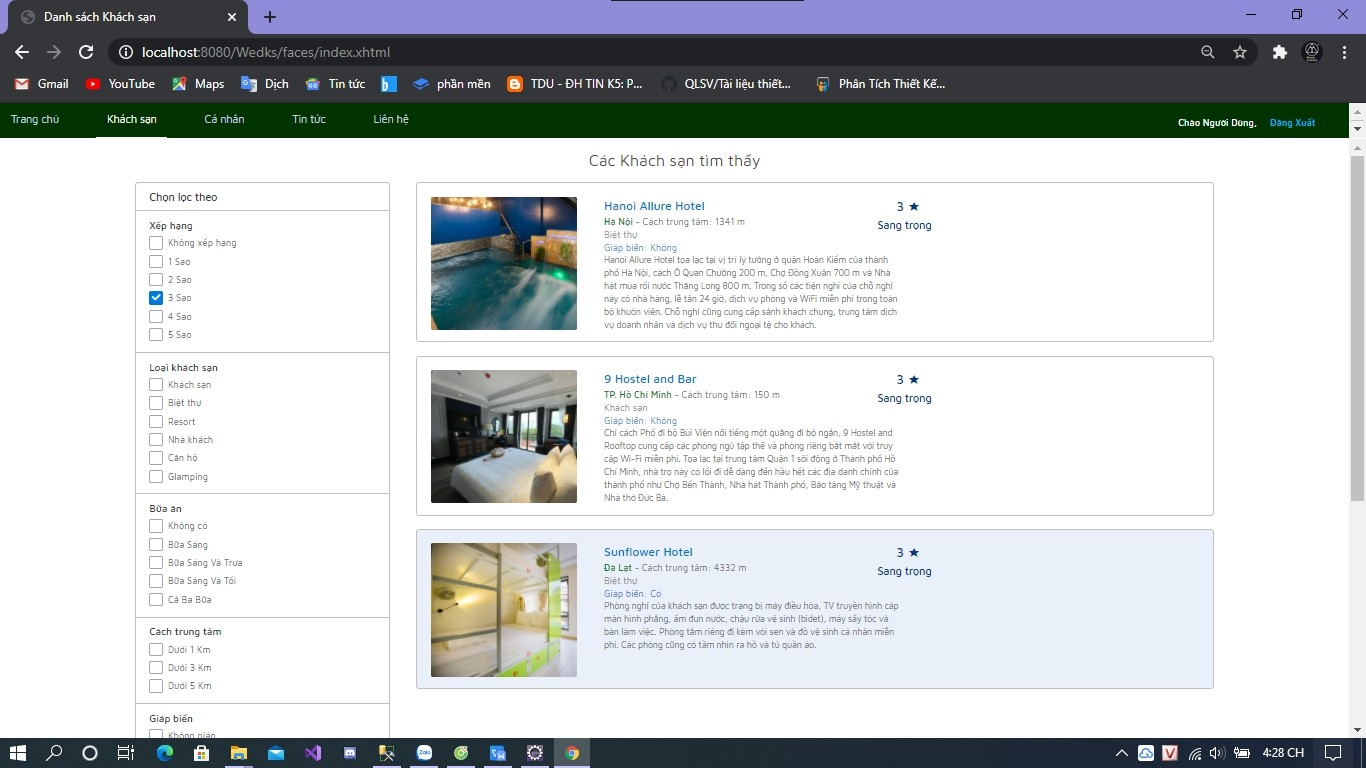 Danh sách Khách sạn
localhost:8080/Wedks/faces/index.xhtml
Gmail
YouTube
Maps
Dịch
Tin tức
phần mền
TDU - ĐH TIN K5: P...
QLSV/Tài liệu thiết...
Phân Tích Thiết Kế...
Trang chủ
Khách sạn
Cá nhân
Tin tức
Liên hệ
Chào Người Dùng,
Đăng Xuất
Các Khách sạn tìm thấy
Chọn lọc theo
Xếp hạng
Không xếp hạng
1 Sao
2 Sao
3 Sao
4 Sao
5 Sao
Loại khách sạn
Khách sạn
Biệt thự
Resort
Nhà khách
Căn hộ
Glamping
Bữa ăn
Không có
Bữa Sáng
Bữa Sáng Và Trưa
Bữa Sáng Và Tối
Cả Ba Bữa
Cách trung tâm
Dưới 1 Km
Dưới 3 Km
Dưới 5 Km
Giáp biển
Không giáp
Hanoi Allure Hotel
Hà Nội - Cách trung tâm: 1341 m
Biệt thự
Giáp biển: Không
Hanoi Allure Hotel tọa lạc tại vị trí lý tưởng ở quận Hoàn Kiếm của thành
phố Hà Nội, cách Ô Quan Chưởng 200 m, Chợ Đồng Xuân 700 m và Nhà
hát múa rối nước Thăng Long 800 m. Trong số các tiện nghi của chỗ nghỉ
này có nhà hàng, lễ tân 24 giờ, dịch vụ phòng và WiFi miễn phí trong toàn
bộ khuôn viên. Chỗ nghỉ cũng cung cấp sảnh khách chung, trung tâm dịch
vụ doanh nhân và dịch vụ thu đổi ngoại tệ cho khách.
3 ★
Sang trọng
9 Hostel and Bar
TP. Hồ Chí Minh - Cách trung tâm: 150 m
Khách sạn
Giáp biển: Không
Chỉ cách Phố đi bộ Bùi Viện nổi tiếng một quãng đi bộ ngắn, 9 Hostel and
Rooftop cung cấp các phòng ngủ tập thể và phòng riêng bắt mắt với truy
cập Wi-Fi miễn phí. Tọa lạc tại trung tâm Quận 1 sôi động ở Thành phố Hồ
Chí Minh, nhà trọ này có lối đi dễ dàng đến hầu hết các địa danh chính của
thành phố như Chợ Bến Thành, Nhà hát Thành phố, Bảo tàng Mỹ thuật và
Nhà thờ Đức Bà.
3 ★
Sang trọng
Sunflower Hotel
Đà Lạt - Cách trung tâm: 4332 m
Biệt thự
Giáp biển: Có
Phòng nghỉ của khách sạn được trang bị máy điều hòa, TV truyền hình cáp
màn hình phẳng, ấm đun nước, chậu rửa vệ sinh (bidet), máy sấy tóc và
bàn làm việc. Phòng tắm riêng đi kèm vòi sen và đồ vệ sinh cá nhân miễn
phí. Các phòng cũng có tầm nhìn ra hồ và tủ quần áo.
3 ★
Sang trọng
Zalo
4:28 CH